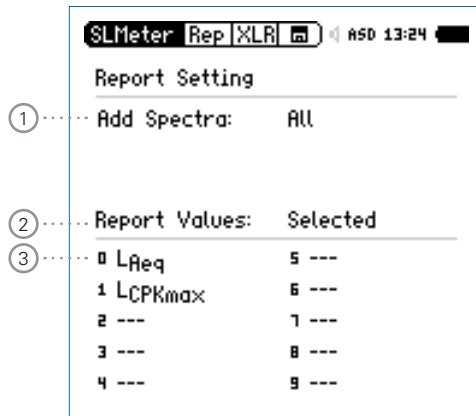 SLMeter Rep XLR ASD 13:24
Report Setting
1 Add Spectra: All
2 Report Values: Selected
3 0 LAeq 5 ---
1 LCPKmax 6 ---
2 --- 7 ---
3 --- 8 ---
4 --- 9 ---